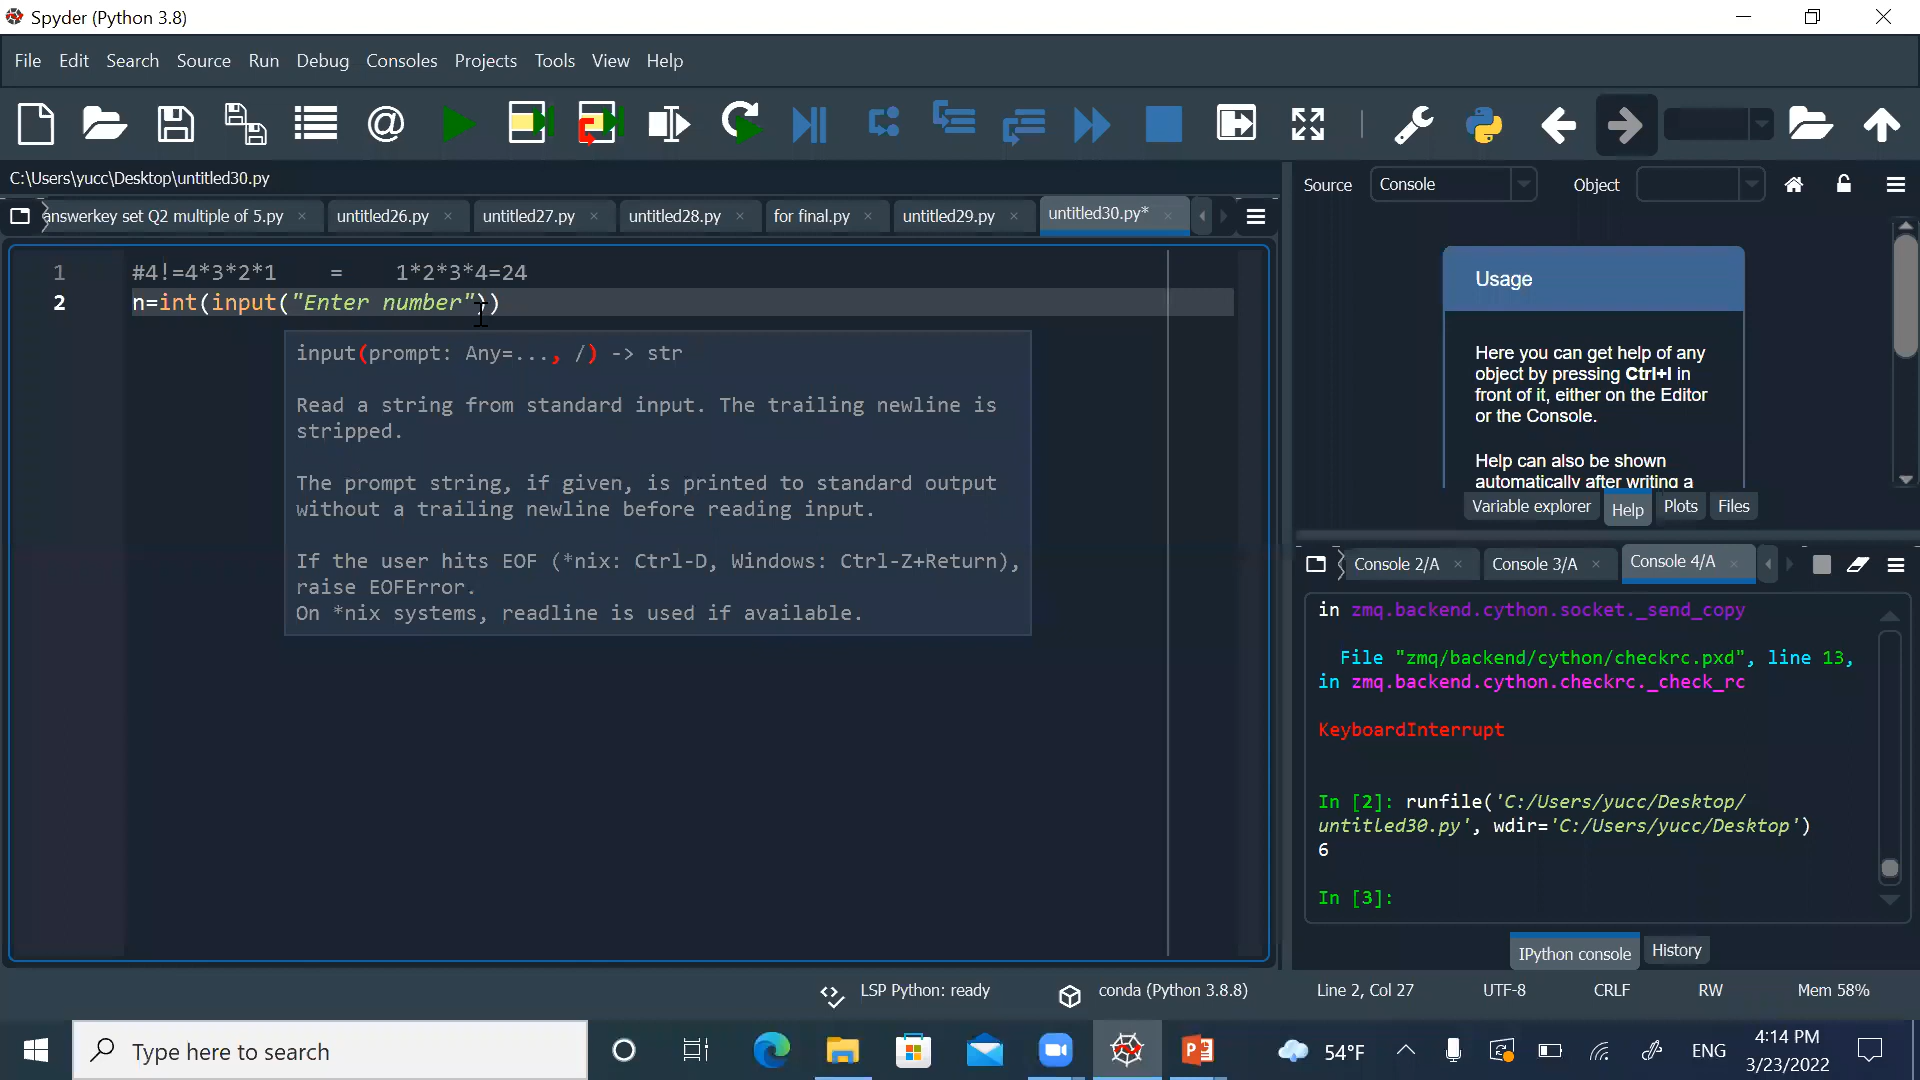 Spyder (Python 3.8)
File Edit Search Source Run Debug Consoles Projects Tools View Help
C:\Users\yucc\Desktop\untitled30.py
answerkey set Q2 multiple of 5.py untitled26.py untitled27.py untitled28.py for final.py untitled29.py untitled30.py*
1 #4!=4*3*2*1 = 1*2*3*4=24
2 n=int(input("Enter number"))
input(prompt: Any=..., /) -> str
Read a string from standard input. The trailing newline is
stripped.
The prompt string, if given, is printed to standard output
without a trailing newline before reading input.
If the user hits EOF (*nix: Ctrl-D, Windows: Ctrl-Z+Return),
raise EOFError.
On *nix systems, readline is used if available.
Source Console Object
Usage
Here you can get help of any
object by pressing Ctrl+I in
front of it, either on the Editor
or the Console.
Help can also be shown
automatically after writing a
Variable explorer Help Plots Files
Console 2/A Console 3/A Console 4/A
in zmq.backend.cython.socket._send_copy
File "zmq/backend/cython/checkrc.pxd", line 13,
in zmq.backend.cython.checkrc._check_rc
KeyboardInterrupt
In [2]: runfile('C:/Users/yucc/Desktop/
untitled30.py', wdir='C:/Users/yucc/Desktop')
6
In [3]:
IPython console History
LSP Python: ready conda (Python 3.8.8) Line 2, Col 27 UTF-8 CRLF RW Mem 58%
Type here to search
54°F
ENG
4:14 PM
3/23/2022